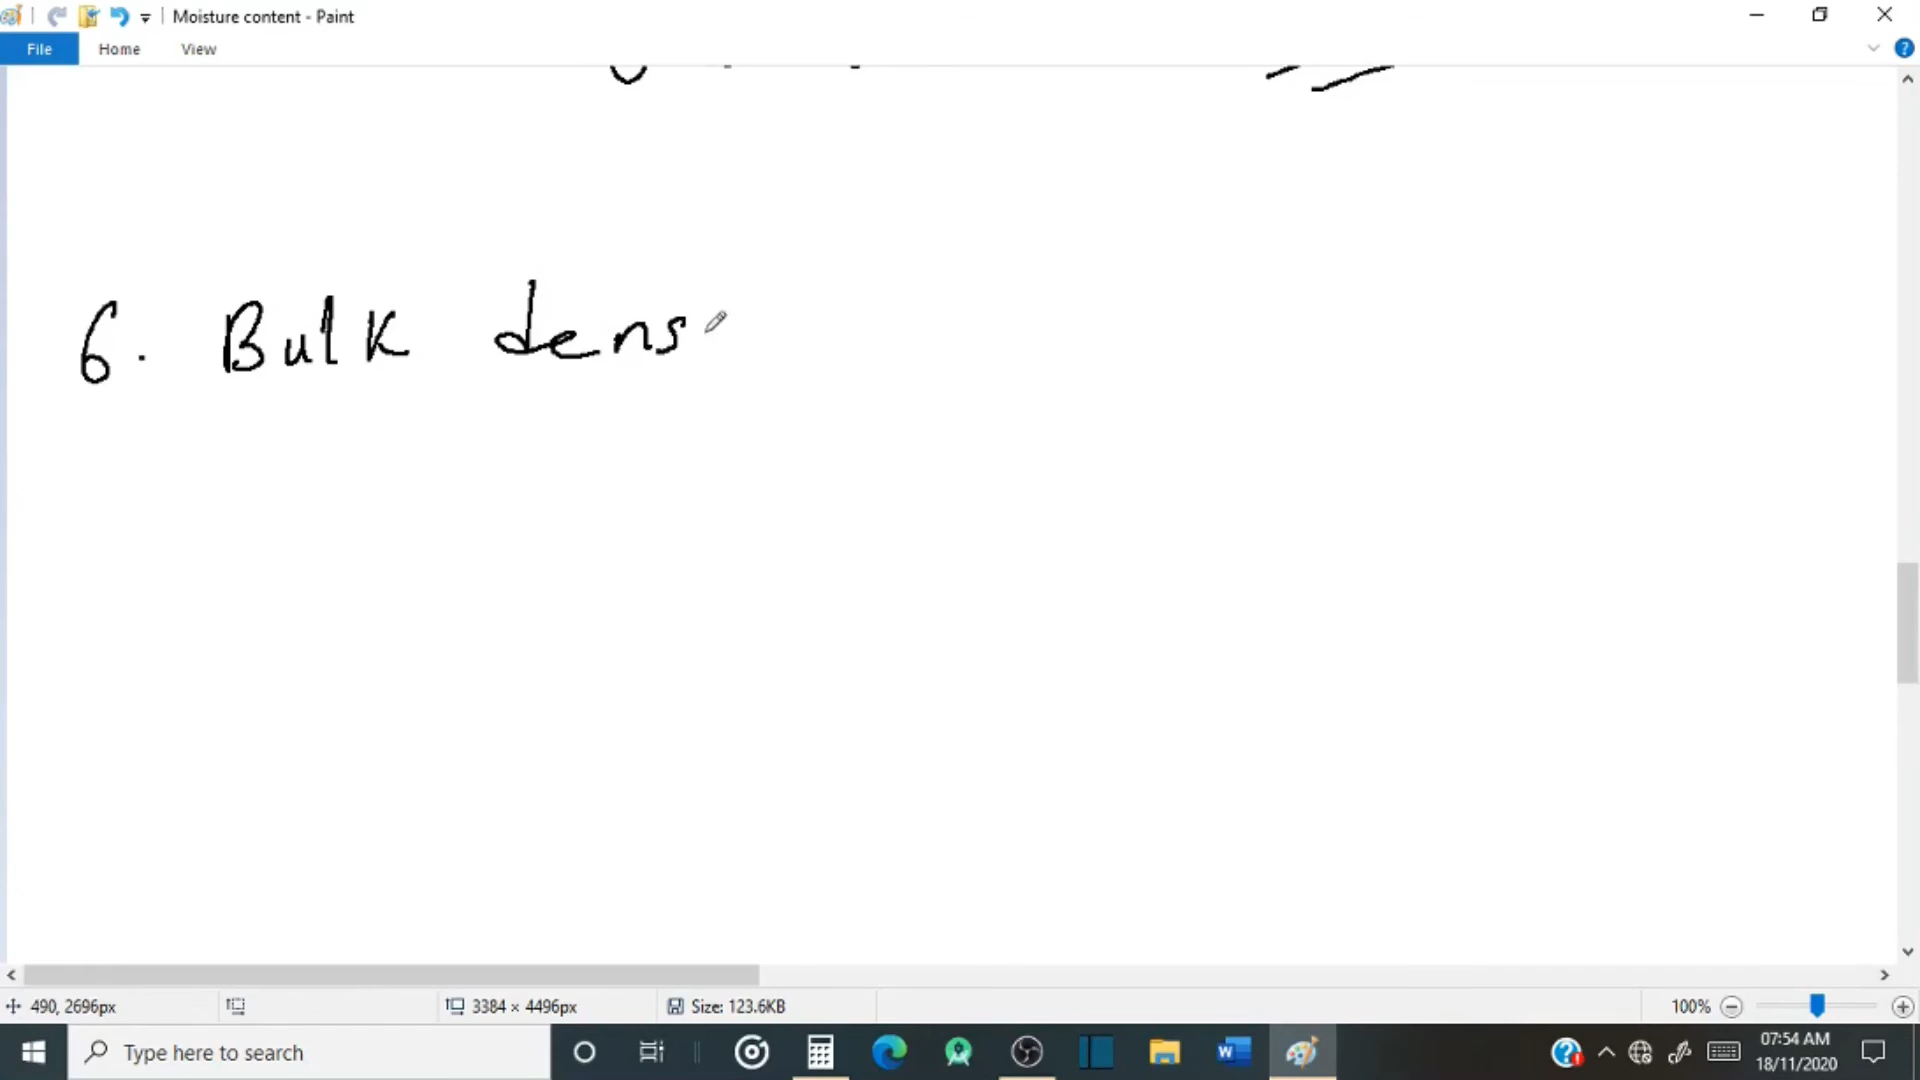 Moisture content - Paint
File Home View
6. Bulk dens
490, 2696px 3384 × 4496px Size: 123.6KB 100%
Type here to search 07:54 AM
18/11/2020